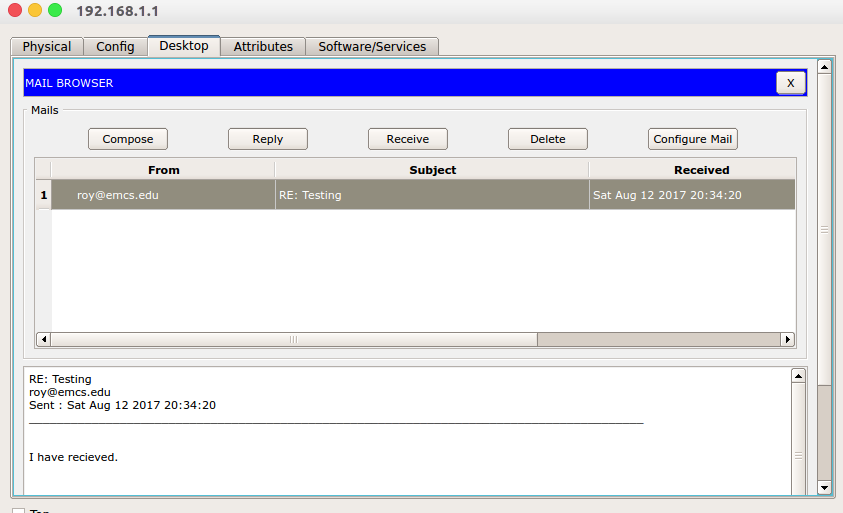 192.168.1.1
Physical Config Desktop Attributes Software/Services
MAIL BROWSER X
Mails
Compose Reply Receive Delete Configure Mail
From Subject Received
1 roy@emcs.edu RE: Testing Sat Aug 12 2017 20:34:20
RE: Testing
roy@emcs.edu
Sent : Sat Aug 12 2017 20:34:20
I have recieved.
Top